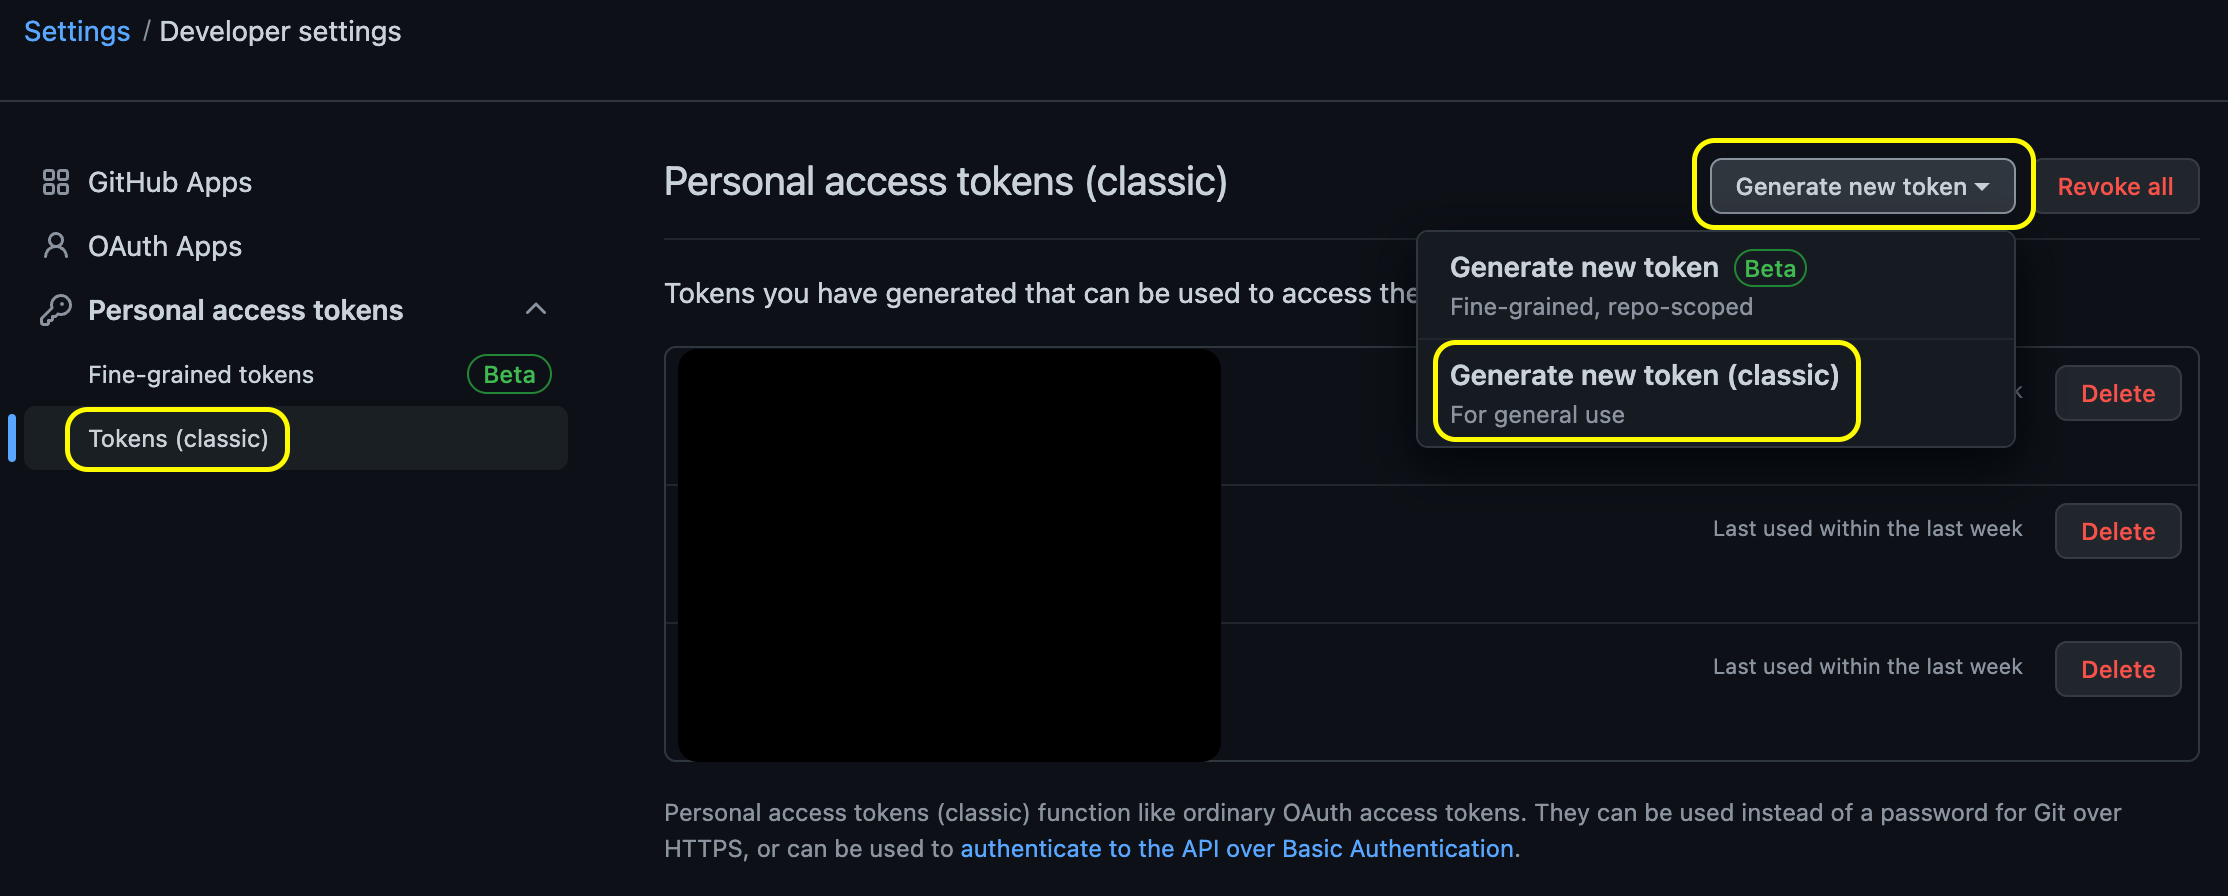 Settings / Developer settings
GitHub Apps
OAuth Apps
Personal access tokens
Fine-grained tokens Beta
Tokens (classic)
Personal access tokens (classic)
Generate new token
Revoke all
Generate new token Beta
Fine-grained, repo-scoped
Generate new token (classic)
For general use
Tokens you have generated that can be used to access the
Delete
Last used within the last week
Delete
Last used within the last week
Delete
Personal access tokens (classic) function like ordinary OAuth access tokens. They can be used instead of a password for Git over
HTTPS, or can be used to authenticate to the API over Basic Authentication.